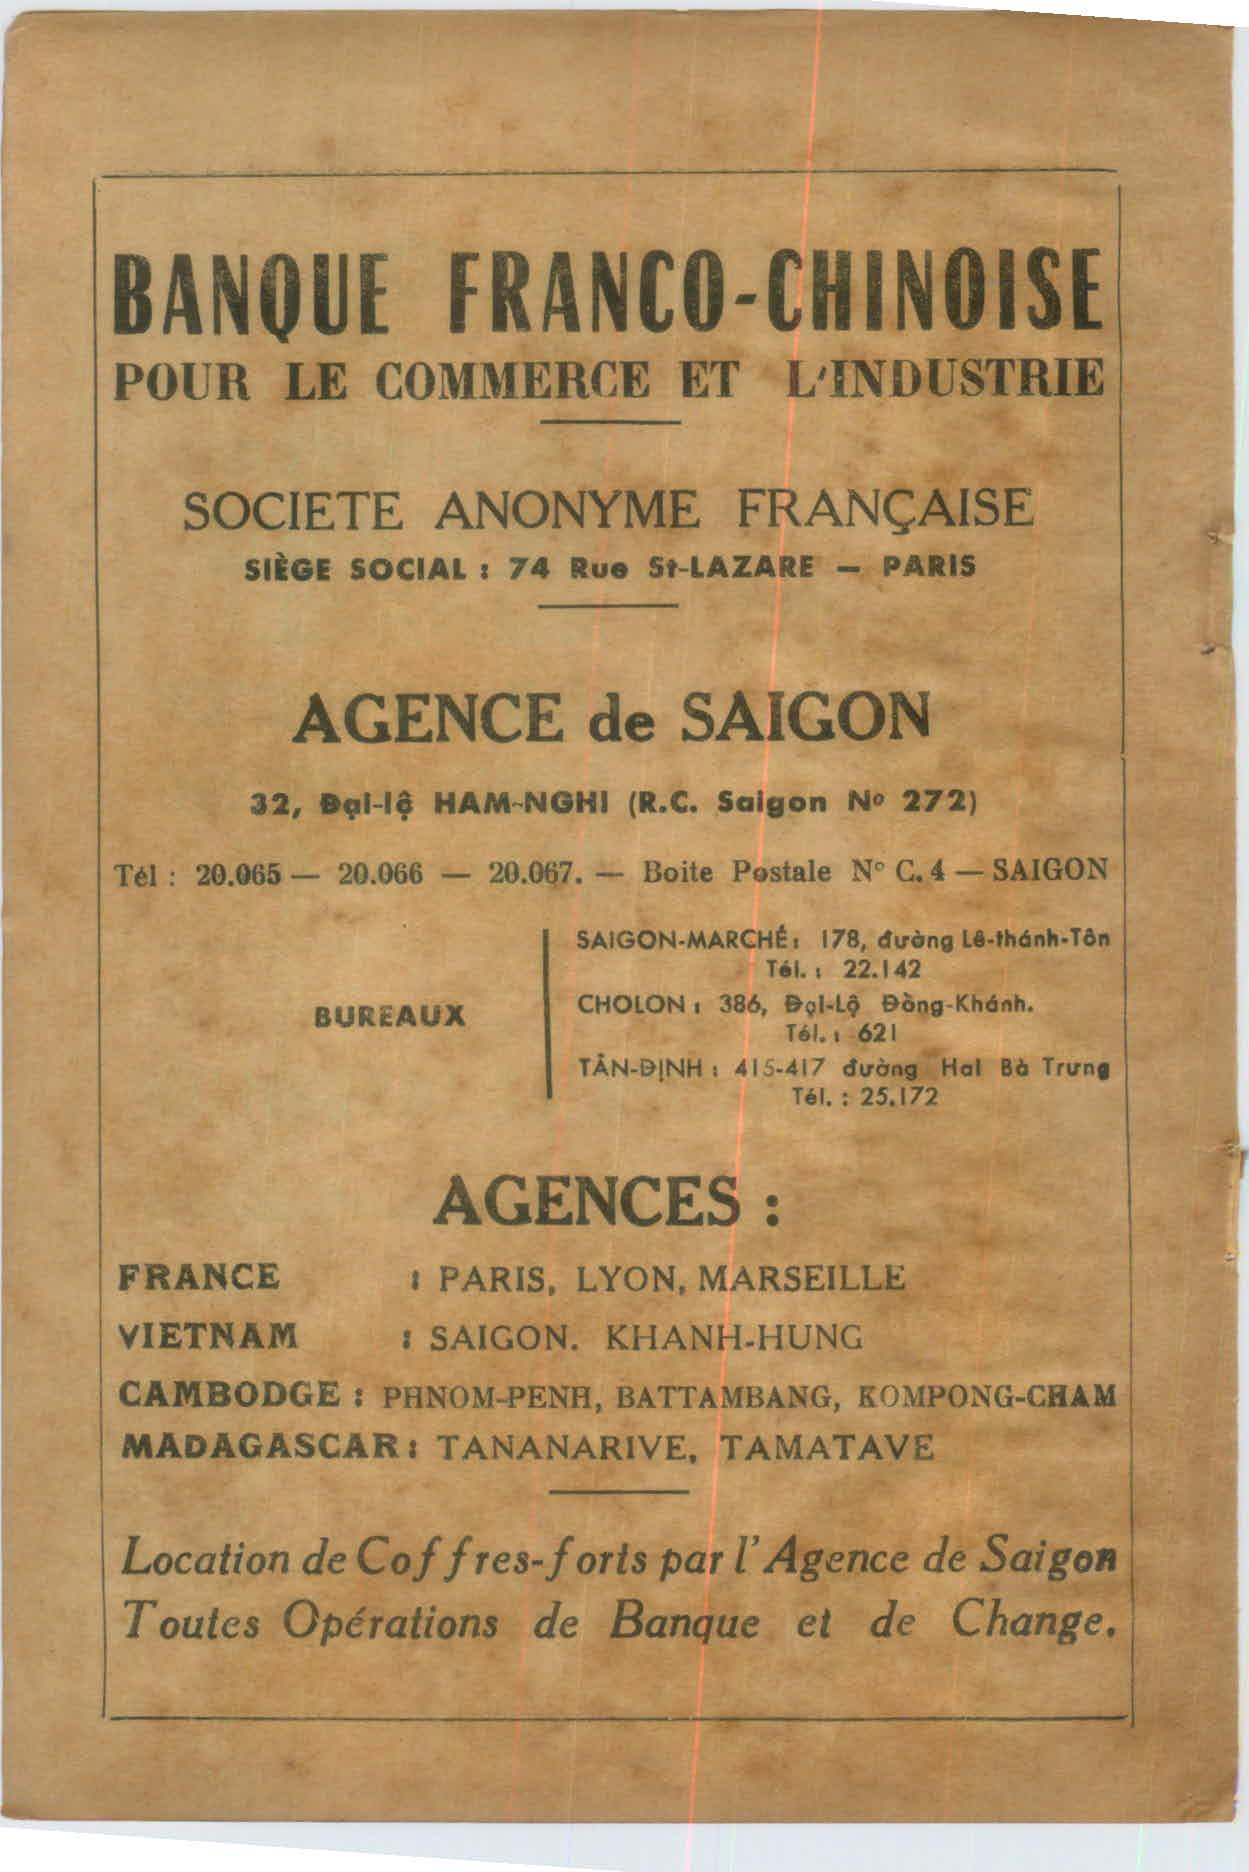 BANQUE FRANCO-CHINOISE
POUR LE COMMERCE ET L'INDUSTRIE
SOCIETE ANONYME FRANÇAISE
SIÈGE SOCIAL : 74 Rue St-LAZARE — PARIS
AGENCE de SAIGON
32, Đại-lệ HAM-NGHI (R.C. Saigon Nº 272)
Tél : 20.065 — 20.066 — 20.067. — Boite Postale N° C. 4 — SAIGON
SAIGON-MARCHÉ : 178, đường Lê-thánh-Tôn
Tél. : 22.142
BUREAUX
CHOLON : 386, Đại-Lộ Đồng-Khánh.
Tél. : 621
TÂN-ĐỊNH : 415-417 đường Hai Bà Trưng
Tél. : 25.172
AGENCES :
FRANCE : PARIS, LYON, MARSEILLE
VIETNAM : SAIGON. KHANH-HUNG
CAMBODGE : PHNOM-PENH, BATTAMBANG, KOMPONG-CHAM
MADAGASCAR : TANANARIVE, TAMATAVE
Location de Coffres-forts par l'Agence de Saigon
Toutes Opérations de Banque et de Change.